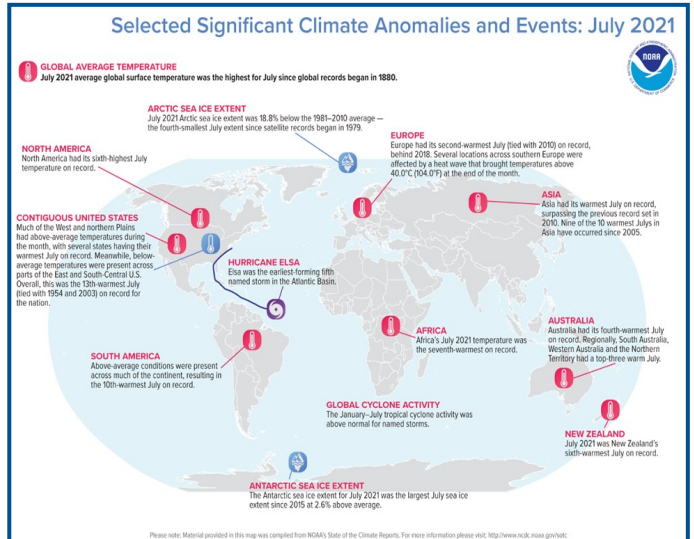 Selected Significant Climate Anomalies and Events: July 2021
NOAA
GLOBAL AVERAGE TEMPERATURE
July 2021 average global surface temperature was the highest for July since global records began in 1880.
ARCTIC SEA ICE EXTENT
July 2021 Arctic sea ice extent was 18.8% below the 1981–2010 average —
the fourth-smallest July extent since satellite records began in 1979.
EUROPE
Europe had its second-warmest July (tied with 2010) on record,
behind 2018. Several locations across southern Europe were
affected by a heat wave that brought temperatures above
40.0°C (104.0°F) at the end of the month.
NORTH AMERICA
North America had its sixth-highest July
temperature on record.
ASIA
Asia had its warmest July on record,
surpassing the previous record set in
2010. Nine of the 10 warmest Julys in
Asia have occurred since 2005.
CONTIGUOUS UNITED STATES
Much of the West and northern Plains
had above-average temperatures during
the month, with several states having their
warmest July on record. Meanwhile, below-
average temperatures were present across
parts of the East and South-Central U.S.
Overall, this was the 13th-warmest July
(tied with 1954 and 2003) on record for
the nation.
HURRICANE ELSA
Elsa was the earliest-forming fifth
named storm in the Atlantic Basin.
AFRICA
Africa's July 2021 temperature was
the seventh-warmest on record.
AUSTRALIA
Australia had its fourth-warmest July
on record. Regionally, South Australia,
Western Australia and the Northern
Territory had a top-three warm July.
SOUTH AMERICA
Above-average conditions were present
across much of the continent, resulting in
the 10th-warmest July on record.
GLOBAL CYCLONE ACTIVITY
The January–July tropical cyclone activity was
above normal for named storms.
NEW ZEALAND
July 2021 was New Zealand's
sixth-warmest July on record.
ANTARCTIC SEA ICE EXTENT
The Antarctic sea ice extent for July 2021 was the largest July sea ice
extent since 2015 at 2.6% above average.
Please note: Material provided in this map was compiled from NOAA's State of the Climate Reports. For more information please visit: http://www.ncdc.noaa.gov/sotc